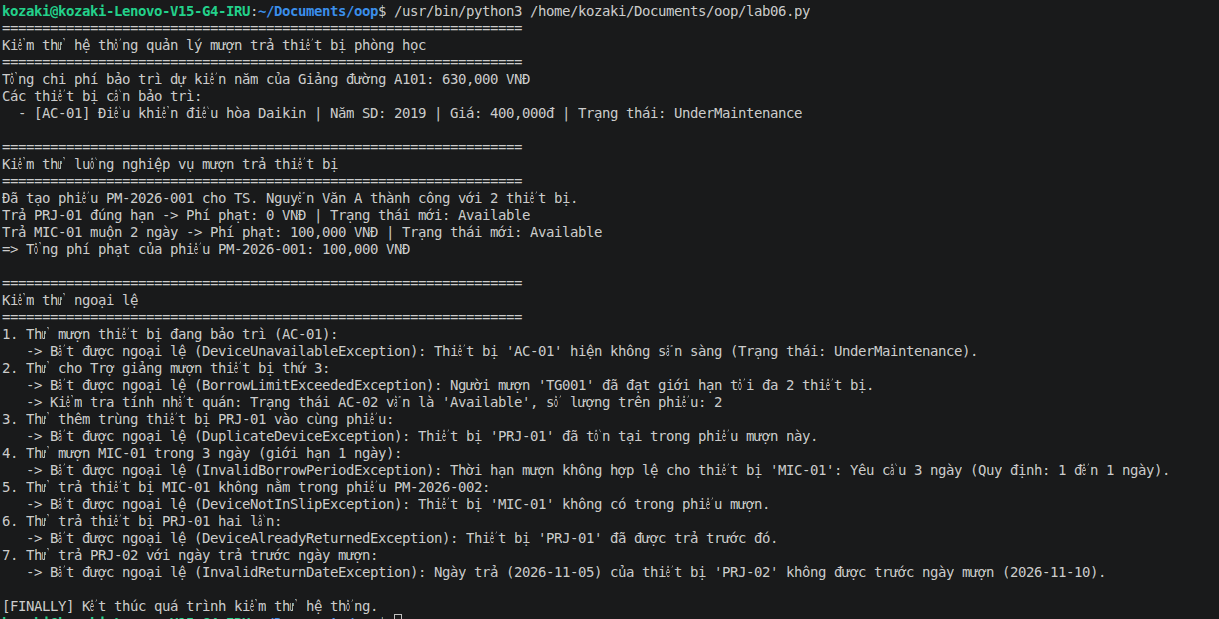 kozaki@kozaki-Lenovo-V15-G4-IRU:~/Documents/oop$ /usr/bin/python3 /home/kozaki/Documents/oop/lab06.py
=================================================================
Kiểm thử hệ thống quản lý mượn trả thiết bị phòng học
=================================================================
Tổng chi phí bảo trì dự kiến năm của Giảng đường A101: 630,000 VNĐ
Các thiết bị cần bảo trì:
  - [AC-01] Điều khiển điều hòa Daikin | Năm SD: 2019 | Giá: 400,000đ | Trạng thái: UnderMaintenance

=================================================================
Kiểm thử luồng nghiệp vụ mượn trả thiết bị
=================================================================
Đã tạo phiếu PM-2026-001 cho TS. Nguyễn Văn A thành công với 2 thiết bị.
Trả PRJ-01 đúng hạn -> Phí phạt: 0 VNĐ | Trạng thái mới: Available
Trả MIC-01 muộn 2 ngày -> Phí phạt: 100,000 VNĐ | Trạng thái mới: Available
=> Tổng phí phạt của phiếu PM-2026-001: 100,000 VNĐ

=================================================================
Kiểm thử ngoại lệ
=================================================================
1. Thử mượn thiết bị đang bảo trì (AC-01):
   -> Bắt được ngoại lệ (DeviceUnavailableException): Thiết bị 'AC-01' hiện không sẵn sàng (Trạng thái: UnderMaintenance).
2. Thử cho Trợ giảng mượn thiết bị thứ 3:
   -> Bắt được ngoại lệ (BorrowLimitExceededException): Người mượn 'TG001' đã đạt giới hạn tối đa 2 thiết bị.
   -> Kiểm tra tính nhất quán: Trạng thái AC-02 vẫn là 'Available', số lượng trên phiếu: 2
3. Thử thêm trùng thiết bị PRJ-01 vào cùng phiếu:
   -> Bắt được ngoại lệ (DuplicateDeviceException): Thiết bị 'PRJ-01' đã tồn tại trong phiếu mượn này.
4. Thử mượn MIC-01 trong 3 ngày (giới hạn 1 ngày):
   -> Bắt được ngoại lệ (InvalidBorrowPeriodException): Thời hạn mượn không hợp lệ cho thiết bị 'MIC-01': Yêu cầu 3 ngày (Quy định: 1 đến 1 ngày).
5. Thử trả thiết bị MIC-01 không nằm trong phiếu PM-2026-002:
   -> Bắt được ngoại lệ (DeviceNotInSlipException): Thiết bị 'MIC-01' không có trong phiếu mượn.
6. Thử trả thiết bị PRJ-01 hai lần:
   -> Bắt được ngoại lệ (DeviceAlreadyReturnedException): Thiết bị 'PRJ-01' đã được trả trước đó.
7. Thử trả PRJ-02 với ngày trả trước ngày mượn:
   -> Bắt được ngoại lệ (InvalidReturnDateException): Ngày trả (2026-11-05) của thiết bị 'PRJ-02' không được trước ngày mượn (2026-11-10).

[FINALLY] Kết thúc quá trình kiểm thử hệ thống.